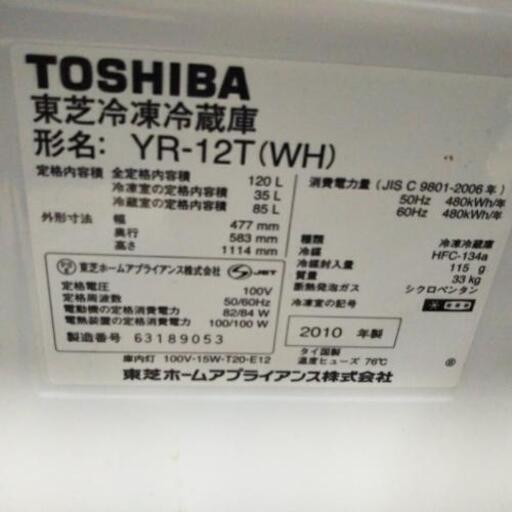 TOSHIBA
東芝冷凍冷蔵庫
形名: YR-12T(WH)
定格内容積 全定格内容積 120 L
冷凍室の定格内容積 35 L
冷蔵室の定格内容積 85 L
外形寸法 幅 477 mm
奥行 583 mm
高さ 1114 mm
東芝ホームアプライアンス株式会社 JET
定格電圧 100V
定格周波数 50/60Hz
電動機の定格消費電力 82/84 W
電熱装置の定格消費電力 100/100 W
製造番号 63189053
庫内灯 100V-15W-T20-E12
消費電力量 (JIS C 9801-2006年)
50Hz 480kWh/年
60Hz 480kWh/年
種類 冷凍冷蔵庫
冷媒 HFC-134a
冷媒封入量 115 g
質量 33 kg
断熱発泡ガス シクロペンタン
冷凍室の記号
2010 年製
タイ国製
温度ヒューズ 76℃
東芝ホームアプライアンス株式会社